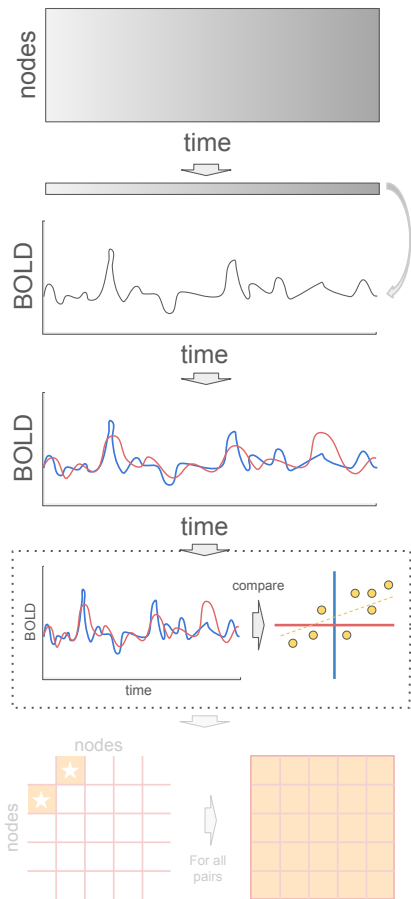 nodes
time
BOLD
time
BOLD
time
BOLD
compare
time
nodes
nodes
For all
pairs